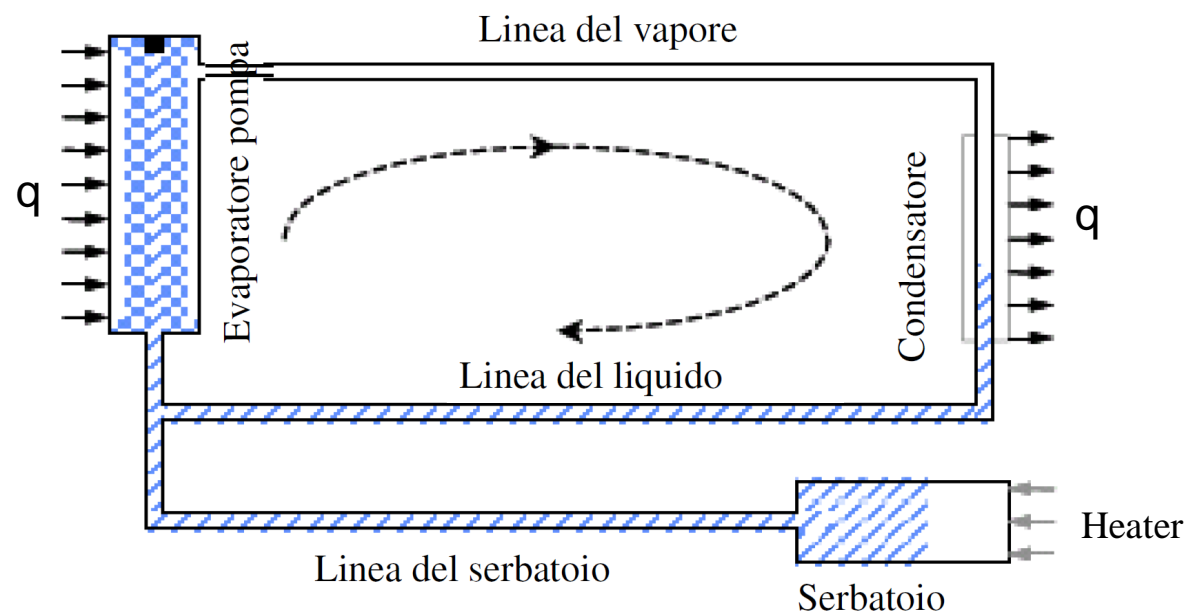 Linea del vapore
Evaporatore pompa
q
Condensatore
q
Linea del liquido
Heater
Linea del serbatoio
Serbatoio